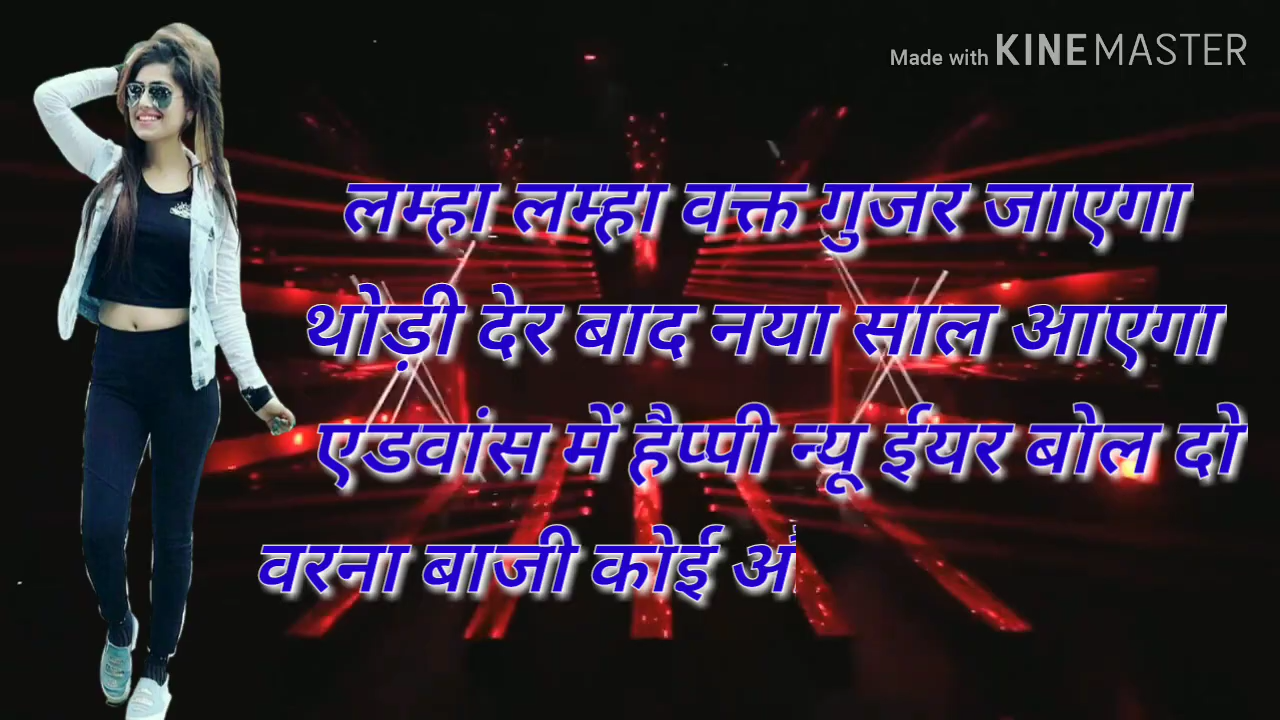 Made with KINEMASTER
लम्हा लम्हा वक्त गुजर जाएगा
थोड़ी देर बाद नया साल आएगा
एडवांस में हैप्पी न्यू ईयर बोल दो
वरना बाजी कोई